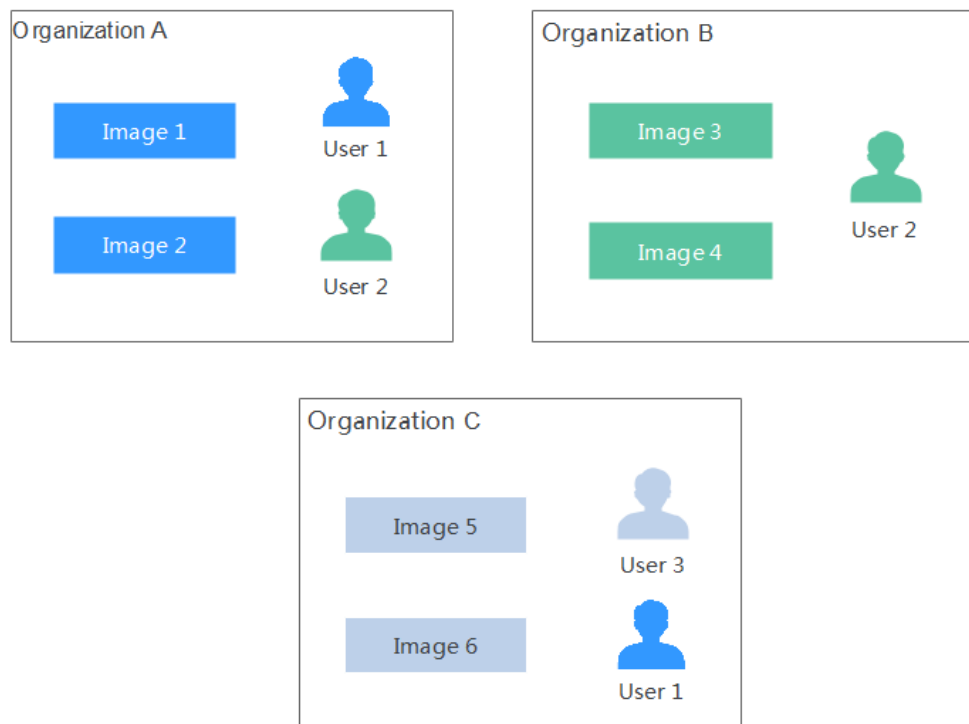 Organization A
Image 1
User 1
Image 2
User 2
Organization B
Image 3
Image 4
User 2
Organization C
Image 5
User 3
Image 6
User 1